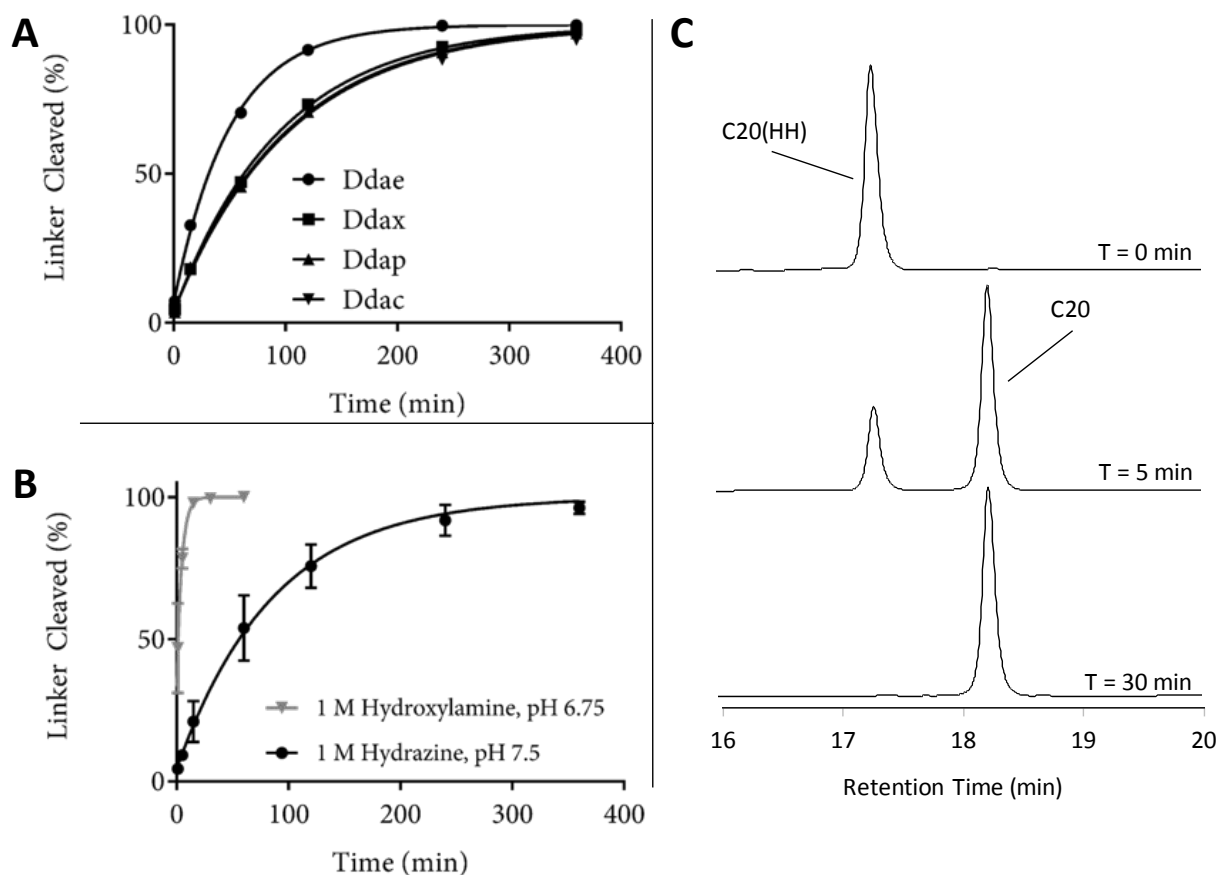 A
Linker Cleaved (%)
100
50
0
Ddae
Ddax
Ddap
Ddac
0 100 200 300 400
Time (min)
B
Linker Cleaved (%)
100
50
0
1 M Hydroxylamine, pH 6.75
1 M Hydrazine, pH 7.5
0 100 200 300 400
Time (min)
C
C20(HH)
T = 0 min
C20
T = 5 min
T = 30 min
16 17 18 19 20
Retention Time (min)